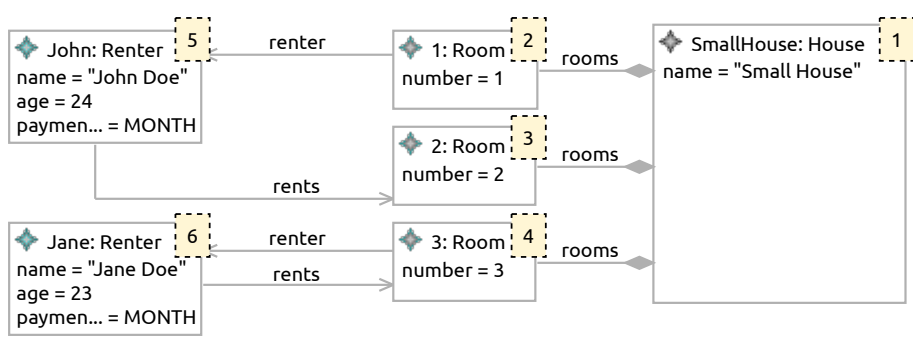 John: Renter
5
name = "John Doe"
age = 24
paymen... = MONTH
renter
1: Room
2
number = 1
rooms
SmallHouse: House
1
name = "Small House"
2: Room
3
number = 2
rooms
rents
Jane: Renter
6
name = "Jane Doe"
age = 23
paymen... = MONTH
renter
rents
3: Room
4
number = 3
rooms